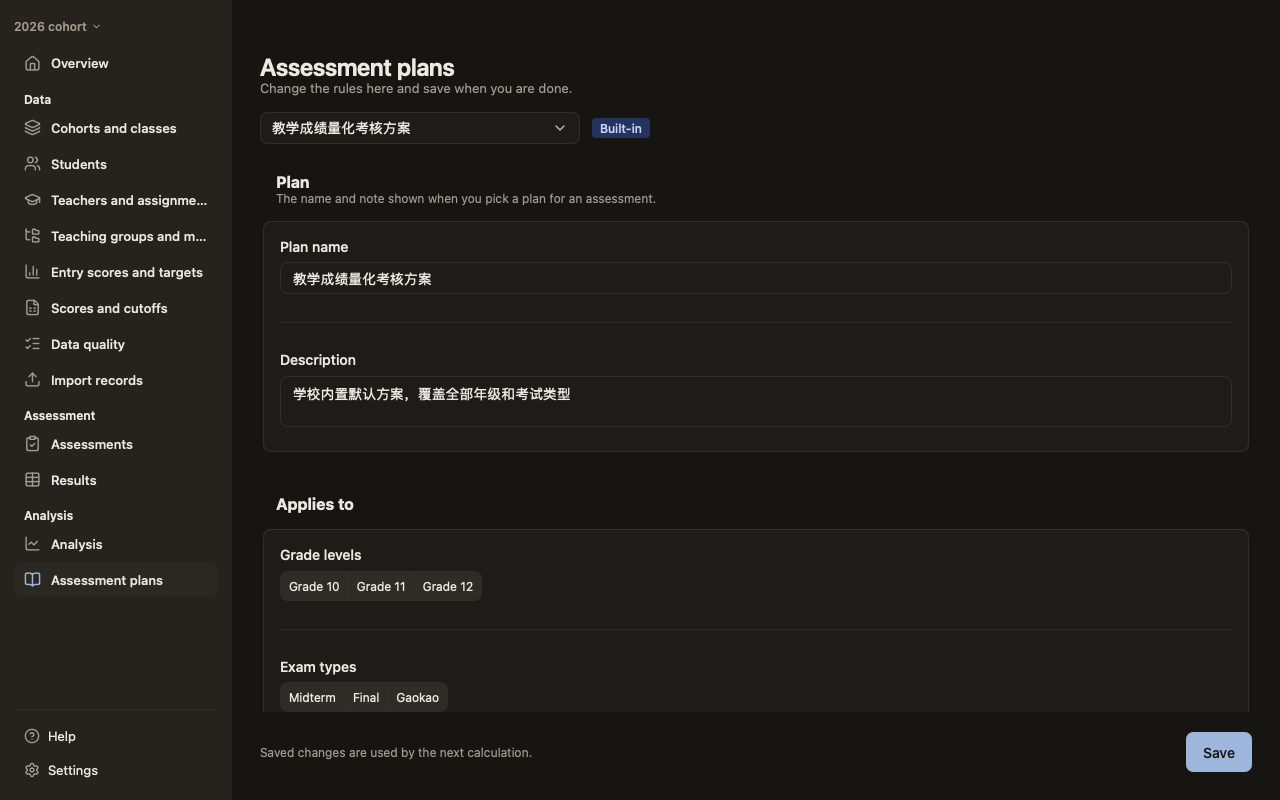 2026 cohort
Overview
Data
Cohorts and classes
Students
Teachers and assignme...
Teaching groups and m...
Entry scores and targets
Scores and cutoffs
Data quality
Import records
Assessment
Assessments
Results
Analysis
Analysis
Assessment plans
Help
Settings
Assessment plans
Change the rules here and save when you are done.
教学成绩量化考核方案
Built-in
Plan
The name and note shown when you pick a plan for an assessment.
Plan name
教学成绩量化考核方案
Description
学校内置默认方案，覆盖全部年级和考试类型
Applies to
Grade levels
Grade 10 Grade 11 Grade 12
Exam types
Midterm Final Gaokao
Saved changes are used by the next calculation.
Save